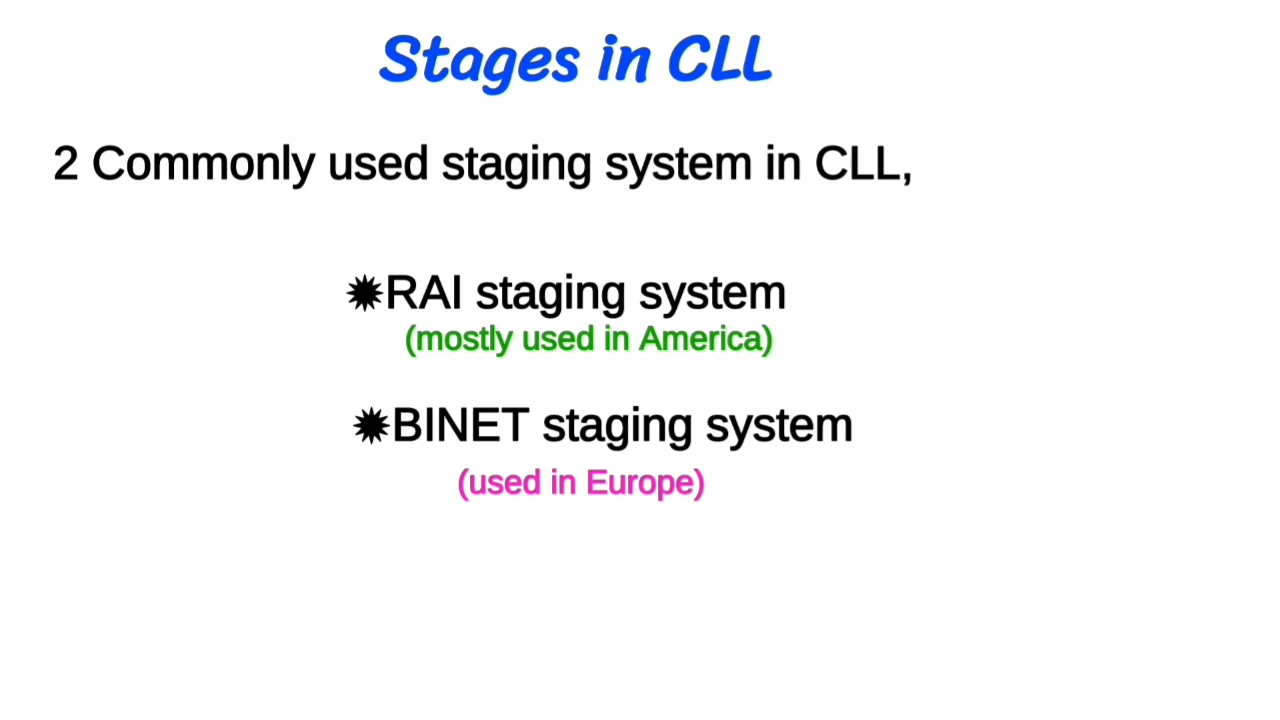 Stages in CLL
2 Commonly used staging system in CLL,
✹RAI staging system
(mostly used in America)
✹BINET staging system
(used in Europe)